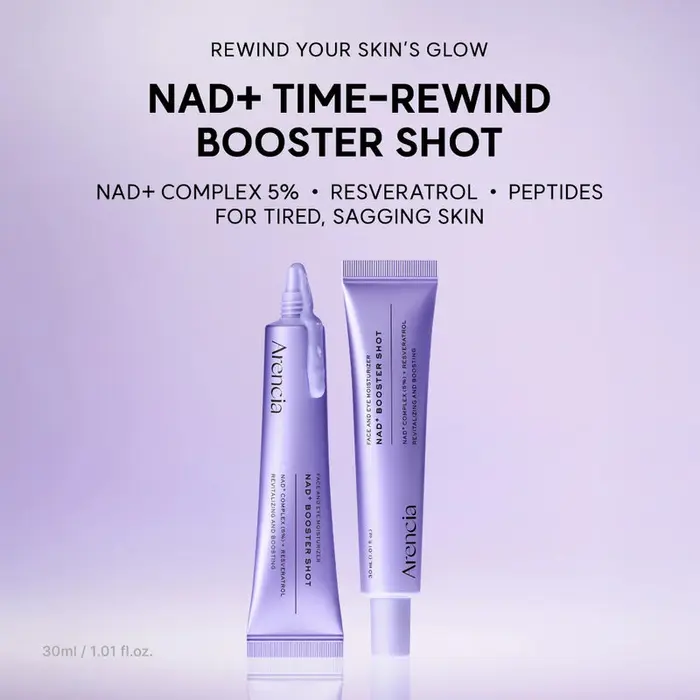 REWIND YOUR SKIN'S GLOW
NAD+ TIME-REWIND
BOOSTER SHOT
NAD+ COMPLEX 5% • RESVERATROL • PEPTIDES
FOR TIRED, SAGGING SKIN
Arencia
FACE AND EYE MOISTURIZER
NAD+ BOOSTER SHOT
NAD+ COMPLEX (5%) + RESVERATROL
REVITALIZING AND BOOSTING
FACE AND EYE MOISTURIZER
NAD+ BOOSTER SHOT
NAD+ COMPLEX (5%) + RESVERATROL
REVITALIZING AND BOOSTING
30 mL (1.01 fl. oz.)
Arencia
30ml / 1.01 fl.oz.